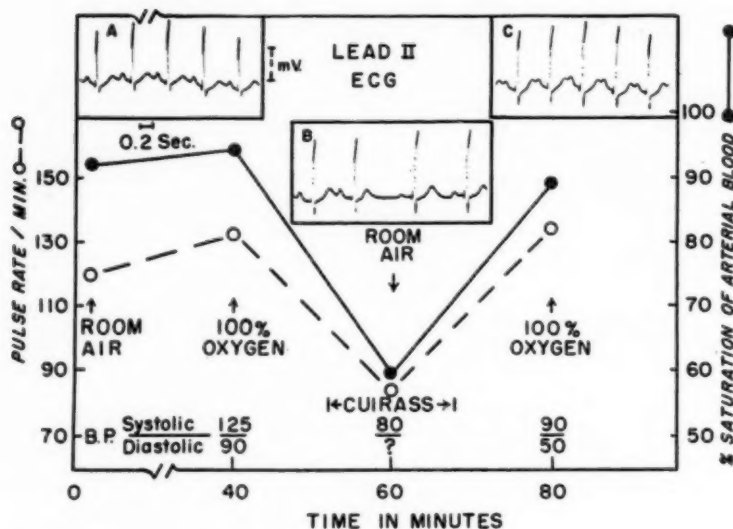 A
mV.
LEAD II
ECG
C
0.2 Sec.
B
PULSE RATE / MIN.
150
130
110
90
70
% SATURATION OF ARTERIAL BLOOD
100
90
80
70
60
50
ROOM
AIR
100%
OXYGEN
ROOM
AIR
100%
OXYGEN
CUIRASS
B.P. Systolic 125 80 90
Diastolic 90 ? 50
0 40 60 80
TIME IN MINUTES